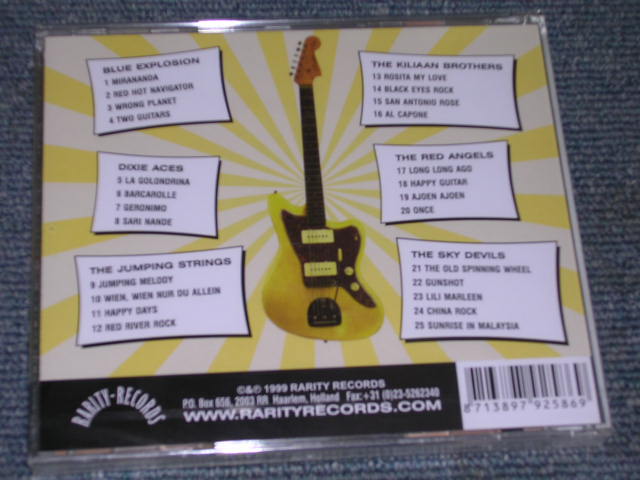 BLUE EXPLOSION
1 MIRANANDA
2 RED HOT NAVIGATOR
3 WRONG PLANET
4 TWO GUITARS
DIXIE ACES
5 LA GOLONDRINA
6 BARCAROLLE
7 GERONIMO
8 SARI NANDE
THE JUMPING STRINGS
9 JUMPING MELODY
10 WIEN, WIEN NUR DU ALLEIN
11 HAPPY DAYS
12 RED RIVER ROCK
THE KILIAAN BROTHERS
13 ROSITA MY LOVE
14 BLACK EYES ROCK
15 SAN ANTONIO ROSE
16 AL CAPONE
THE RED ANGELS
17 LONG LONG AGO
18 HAPPY GUITAR
19 AJOEN AJOEN
20 ONCE
THE SKY DEVILS
21 THE OLD SPINNING WHEEL
22 GUNSHOT
23 LILI MARLEEN
24 CHINA ROCK
25 SUNRISE IN MALAYSIA
RARITY-RECORDS
©&℗ 1999 RARITY RECORDS
P.O. Box 656, 2003 RR Haarlem, Holland Fax:+31 (0)23-5262340
WWW.RARITYRECORDS.COM
8713897925869